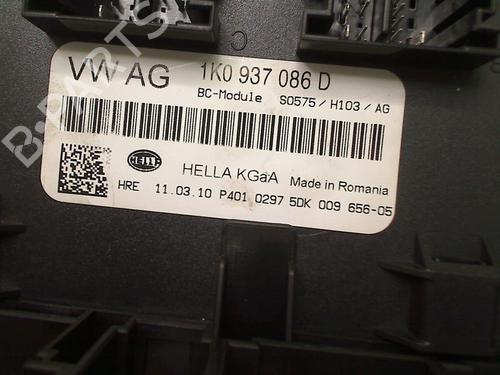 B-PARTS
VW AG 1K0 937 086 D
BC-Module S0575/H103/AG
HELLA
HELLA KGaA Made in Romania
HRE 11.03.10 P401 0297 5DK 009 656-05